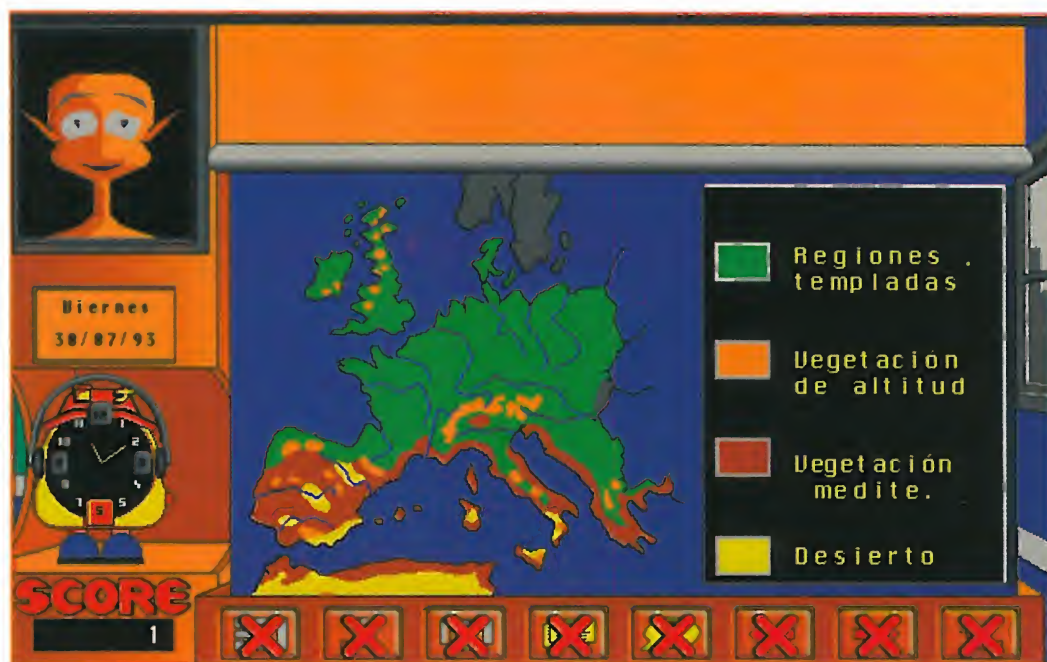 Regiones .
templadas
Vegetación
de altitud
Vegetación
medite.
Desierto
Viernes
30/07/93
SCORE
1